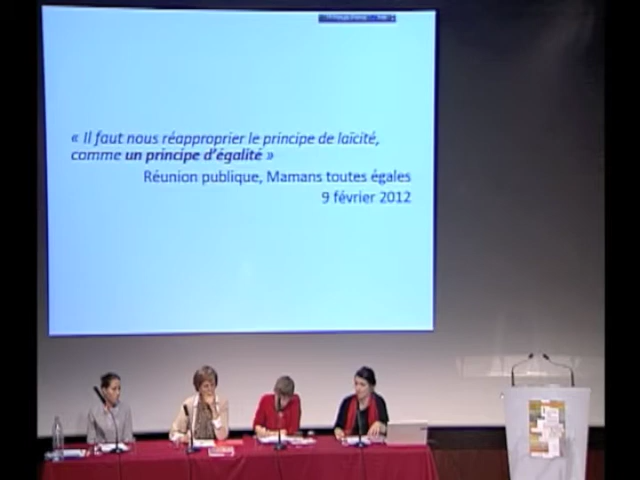 « Il faut nous réapproprier le principe de laïcité,
comme un principe d'égalité »
Réunion publique, Mamans toutes égales
9 février 2012